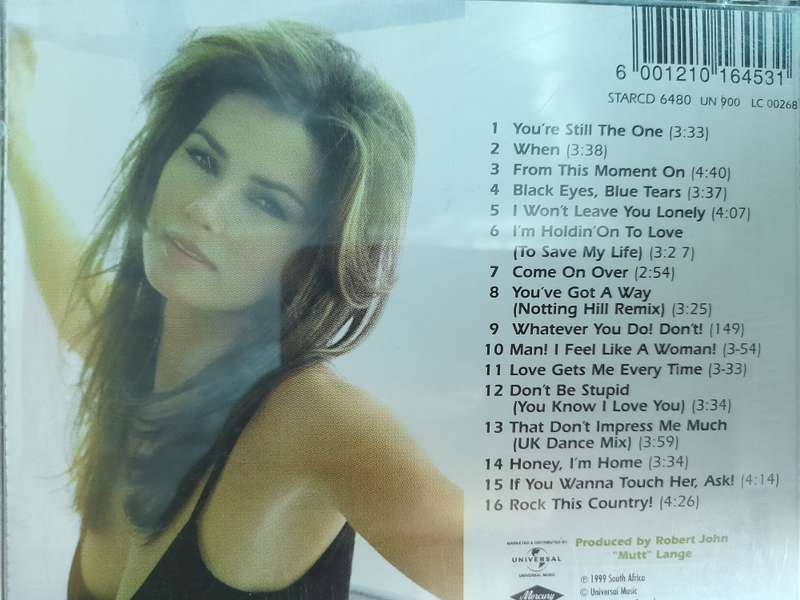 6 001210 164531
STARCD 6480 UN 900 LC 00268
1 You're Still The One (3:33)
2 When (3:38)
3 From This Moment On (4:40)
4 Black Eyes, Blue Tears (3:37)
5 I Won't Leave You Lonely (4:07)
6 I'm Holdin'On To Love
(To Save My Life) (3:2 7)
7 Come On Over (2:54)
8 You've Got A Way
(Notting Hill Remix) (3:25)
9 Whatever You Do! Don't! (149)
10 Man! I Feel Like A Woman! (3-54)
11 Love Gets Me Every Time (3-33)
12 Don't Be Stupid
(You Know I Love You) (3:34)
13 That Don't Impress Me Much
(UK Dance Mix) (3:59)
14 Honey, I'm Home (3:34)
15 If You Wanna Touch Her, Ask! (4:14)
16 Rock This Country! (4:26)
MARKETED & DISTRIBUTED BY
UNIVERSAL
UNIVERSAL MUSIC
Mercury
Produced by Robert John
"Mutt" Lange
℗ 1999 South Africa
© Universal Music